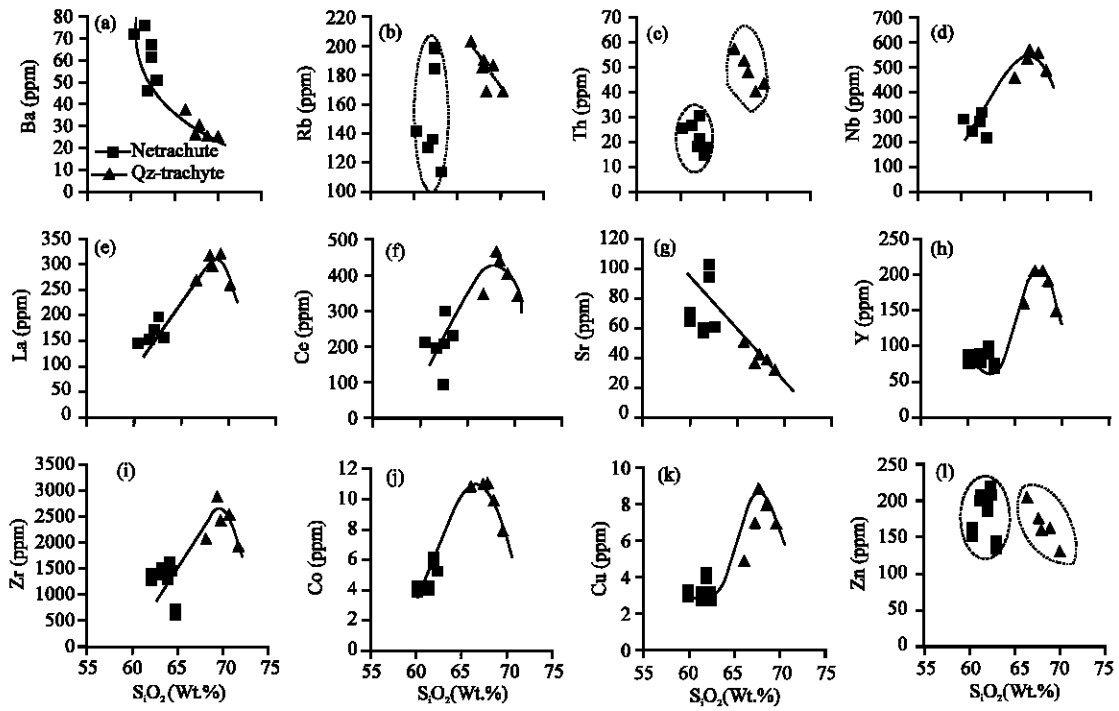 (a)
Ba (ppm)
80
70
60
50
40
30
20
10
0
Netrachute
Qz-trachyte
(b)
Rb (ppm)
220
200
180
160
140
120
100
(c)
Th (ppm)
70
60
50
40
30
20
10
0
(d)
Nb (ppm)
700
600
500
400
300
200
100
0
(e)
La (ppm)
350
300
250
200
150
100
50
0
(f)
Ce (ppm)
500
400
300
200
100
0
(g)
Sr (ppm)
120
100
80
60
40
20
0
(h)
Y (ppm)
250
200
150
100
50
0
(i)
Zr (ppm)
3500
3000
2500
2000
1500
1000
500
0
55 60 65 70 75
SiO2(Wt.%)
(j)
Co (ppm)
12
10
8
6
4
2
0
55 60 65 70 75
SiO2(Wt.%)
(k)
Cu (ppm)
10
8
6
4
2
0
55 60 65 70 75
SiO2(Wt.%)
(l)
Zn (ppm)
250
200
150
100
50
0
55 60 65 70 75
SiO2(Wt.%)